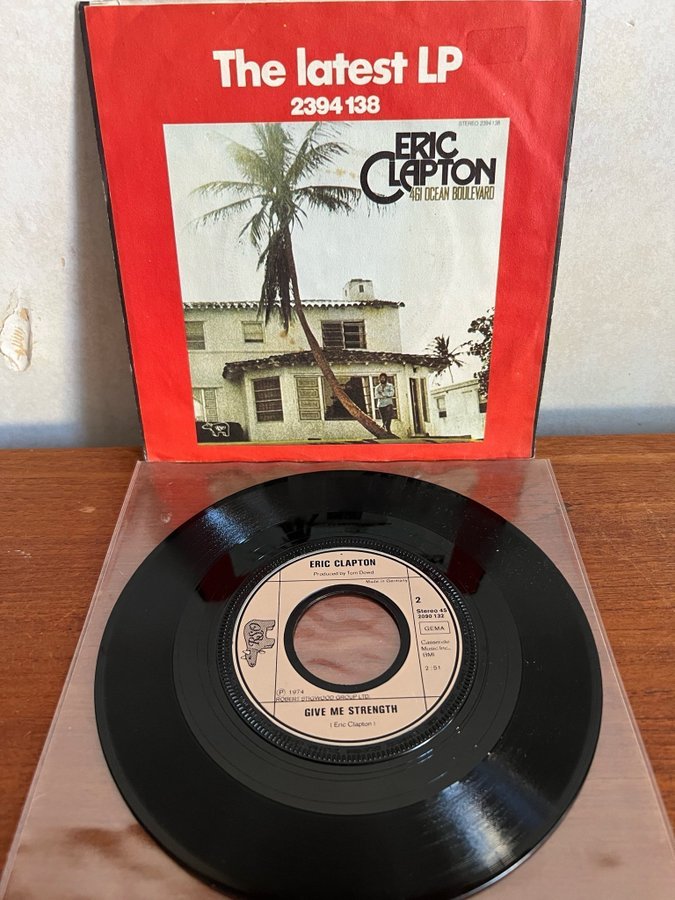 The latest LP
2394 138
STEREO 2394 138
ERIC
CLAPTON
461 OCEAN BOULEVARD
ERIC CLAPTON
Produced by Tom Dowd
Made in Germany
2
Stereo 45
2090 132
GEMA
Casserole
Music Inc.,
BMI
2:51
℗ 1974
ROBERT STIGWOOD GROUP LTD.
GIVE ME STRENGTH
(Eric Clapton)